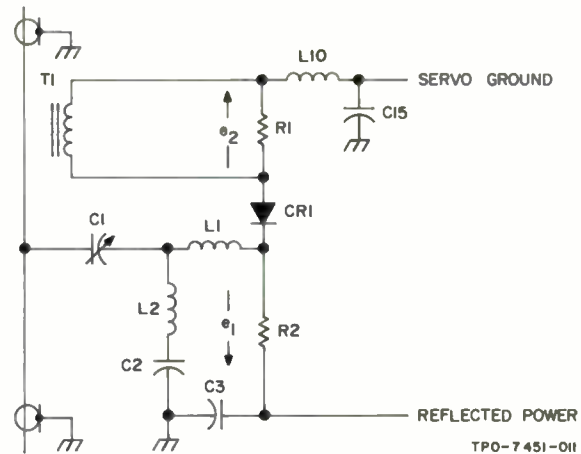 T1
L10
SERVO GROUND
C15
e2
R1
CR1
C1
L1
L2
e1
R2
C2
C3
REFLECTED POWER
TPO-7451-011